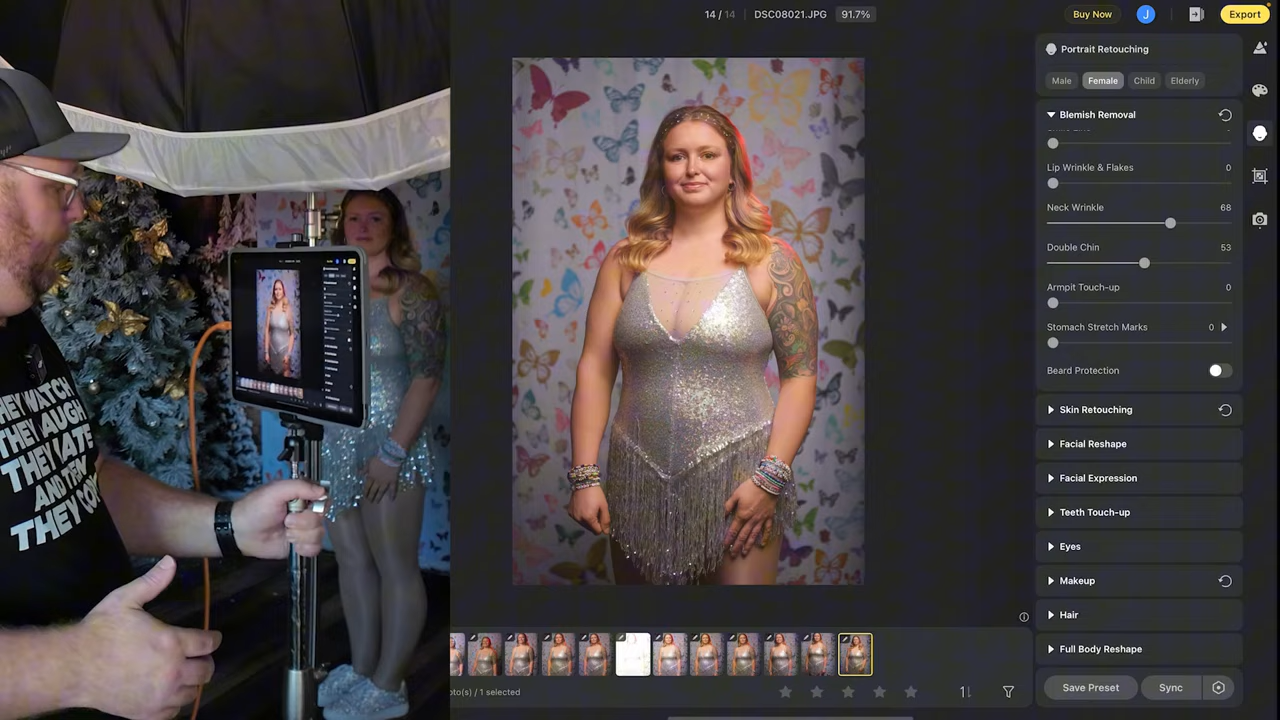 14 / 14 | DSC08021.JPG 91.7%
Buy Now
J
Export
Portrait Retouching
Male Female Child Elderly
Blemish Removal
Lip Wrinkle & Flakes 0
Neck Wrinkle 68
Double Chin 53
Armpit Touch-up 0
Stomach Stretch Marks 0
Beard Protection
Skin Retouching
Facial Reshape
Facial Expression
Teeth Touch-up
Eyes
Makeup
Hair
Full Body Reshape
Save Preset Sync
oto(s) / 1 selected
THEY WATCH
THEY LAUGH
THEY HATE
AND THEN
THEY COPY